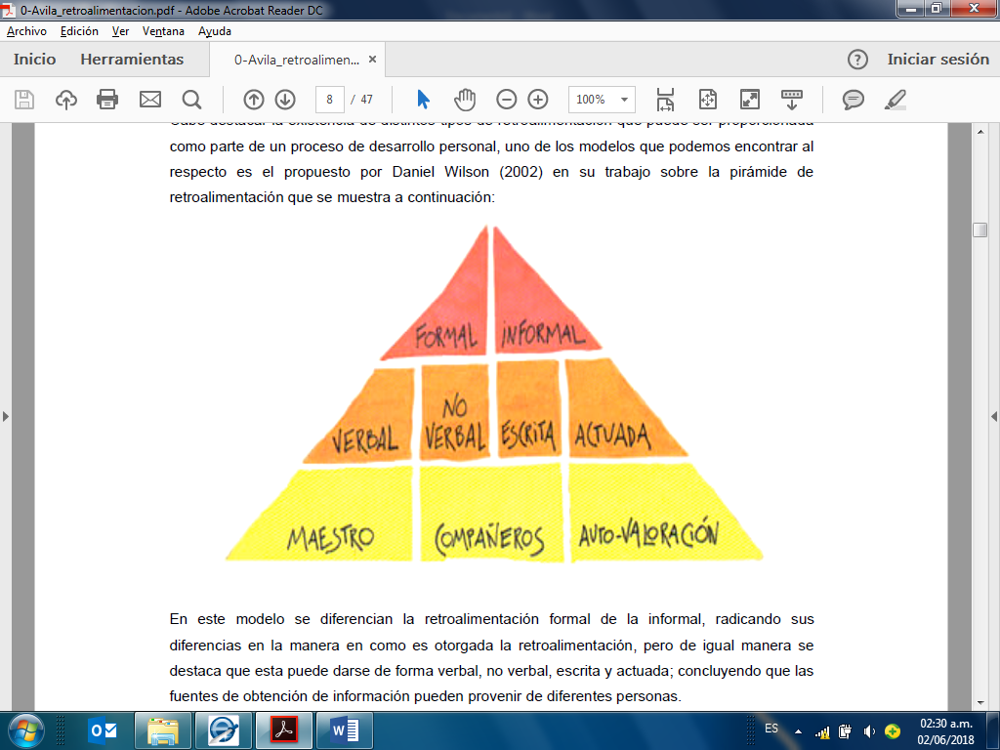 0-Avila_retroalimentacion.pdf - Adobe Acrobat Reader DC
Archivo Edición Ver Ventana Ayuda
Inicio Herramientas 0-Avila_retroalimen... × ? Iniciar sesión
8 / 47 100%
Cabe destacar la existencia de distintos tipos de retroalimentación que puede ser proporcionada
como parte de un proceso de desarrollo personal, uno de los modelos que podemos encontrar al
respecto es el propuesto por Daniel Wilson (2002) en su trabajo sobre la pirámide de
retroalimentación que se muestra a continuación:
FORMAL INFORMAL
VERBAL NO VERBAL ESCRITA ACTUADA
MAESTRO COMPAÑEROS AUTO-VALORACIÓN
En este modelo se diferencian la retroalimentación formal de la informal, radicando sus
diferencias en la manera en como es otorgada la retroalimentación, pero de igual manera se
destaca que esta puede darse de forma verbal, no verbal, escrita y actuada; concluyendo que las
fuentes de obtención de información pueden provenir de diferentes personas.
ES 02:30 a.m.
02/06/2018